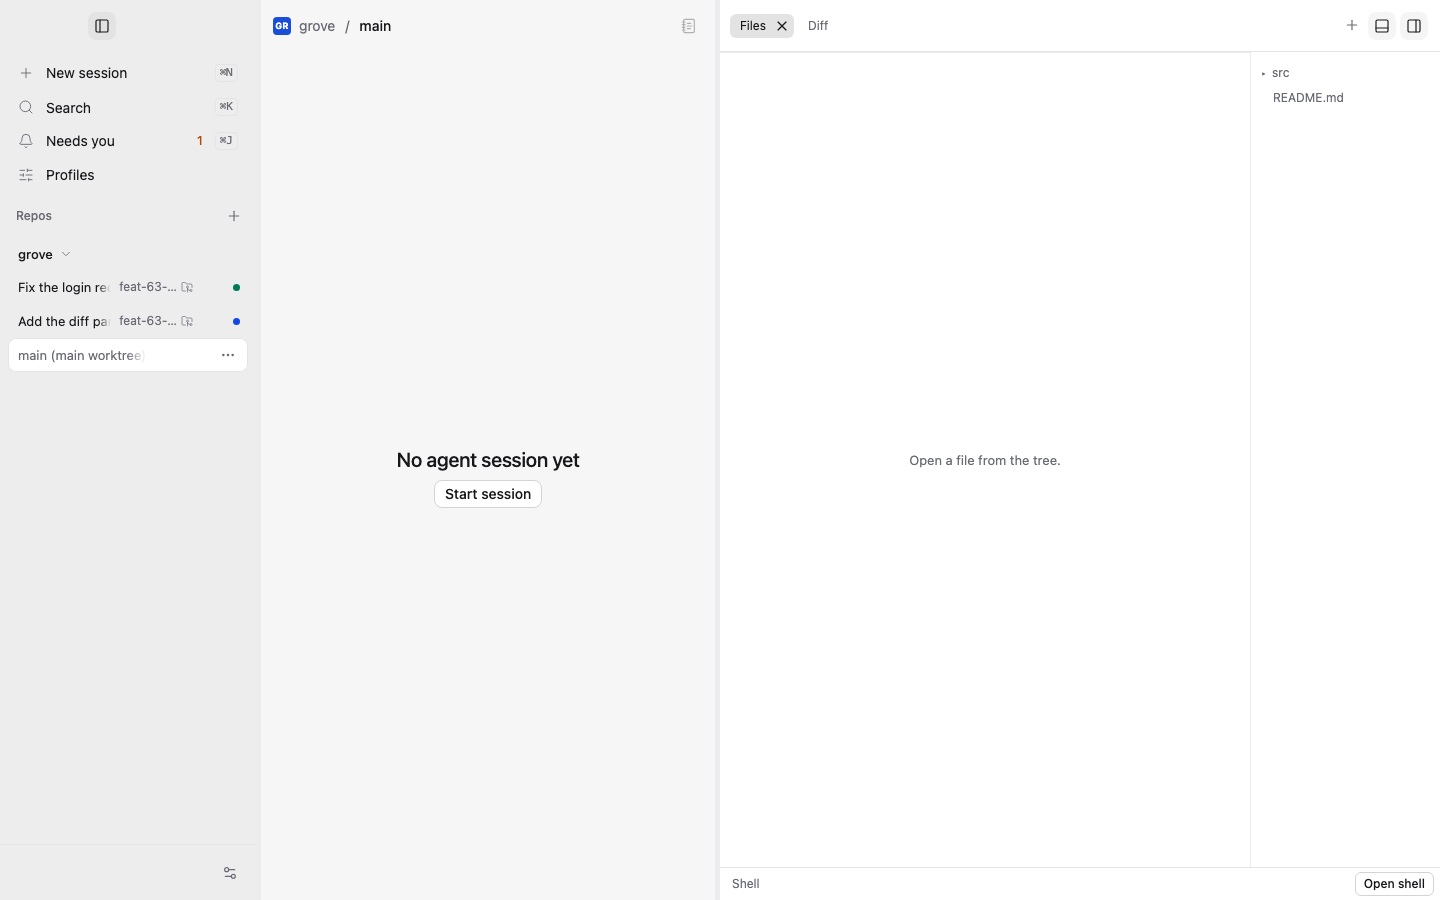 New session ⌘N
Search ⌘K
Needs you 1 ⌘J
Profiles
Repos
grove
Fix the login re feat-63-...
Add the diff pa feat-63-...
main (main worktree)
GR grove / main
No agent session yet
Start session
Files Diff
Open a file from the tree.
src
README.md
Shell
Open shell